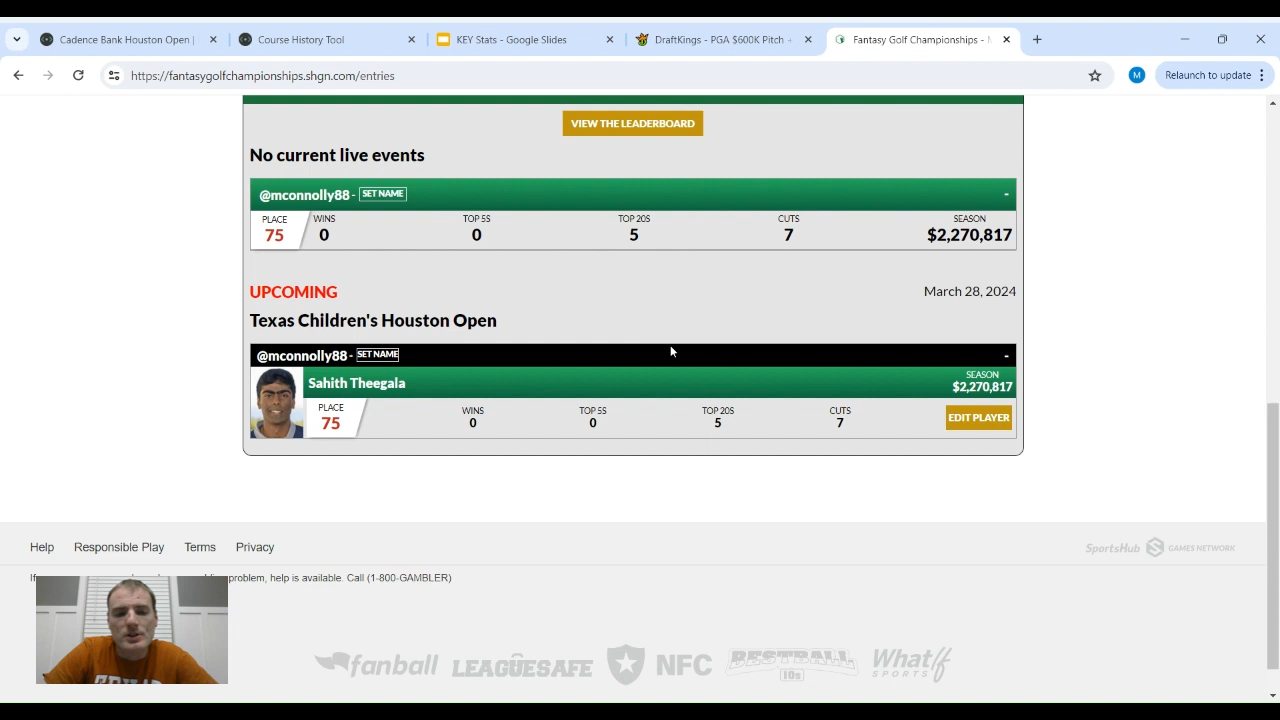 Cadence Bank Houston Open |
Course History Tool
KEY Stats - Google Slides
DraftKings - PGA $600K Pitch +
Fantasy Golf Championships -
https://fantasygolfchampionships.shgn.com/entries
M
Relaunch to update
VIEW THE LEADERBOARD
No current live events
@mconnolly88 - SET NAME -
PLACE WINS TOP 5S TOP 20S CUTS SEASON
75 0 0 5 7 $2,270,817
UPCOMING March 28, 2024
Texas Children's Houston Open
@mconnolly88 - SET NAME -
Sahith Theegala SEASON $2,270,817
PLACE WINS TOP 5S TOP 20S CUTS
75 0 0 5 7 EDIT PLAYER
Help Responsible Play Terms Privacy
SportsHub S GAMES NETWORK
problem, help is available. Call (1-800-GAMBLER)
fanball LEAGUESAFE NFC BESTBALL 10s What If SPORTS